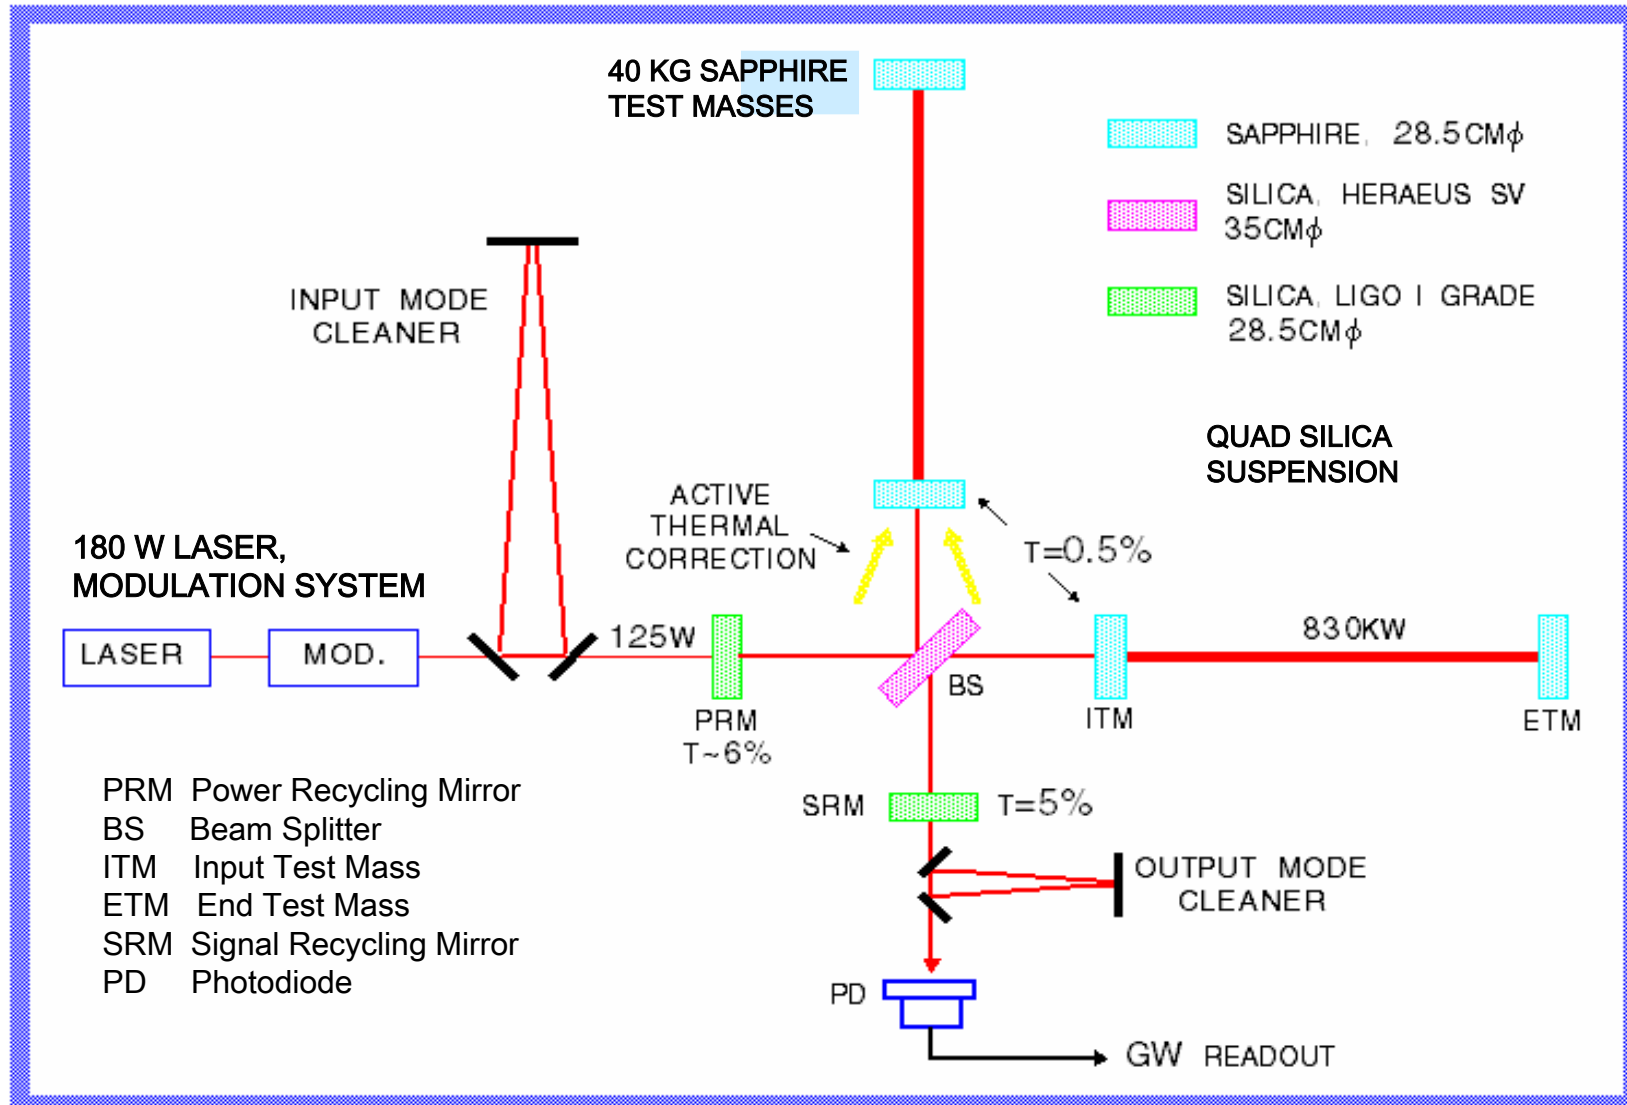 40 KG SAPPHIRE
TEST MASSES
SAPPHIRE, 28.5CMϕ
SILICA, HERAEUS SV
35CMϕ
SILICA, LIGO I GRADE
28.5CMϕ
INPUT MODE
CLEANER
QUAD SILICA
SUSPENSION
ACTIVE
THERMAL
CORRECTION
T=0.5%
180 W LASER,
MODULATION SYSTEM
LASER
MOD.
125W
830KW
BS
PRM
T~6%
ITM
ETM
PRM Power Recycling Mirror
BS Beam Splitter
ITM Input Test Mass
ETM End Test Mass
SRM Signal Recycling Mirror
PD Photodiode
SRM
T=5%
OUTPUT MODE
CLEANER
PD
GW READOUT